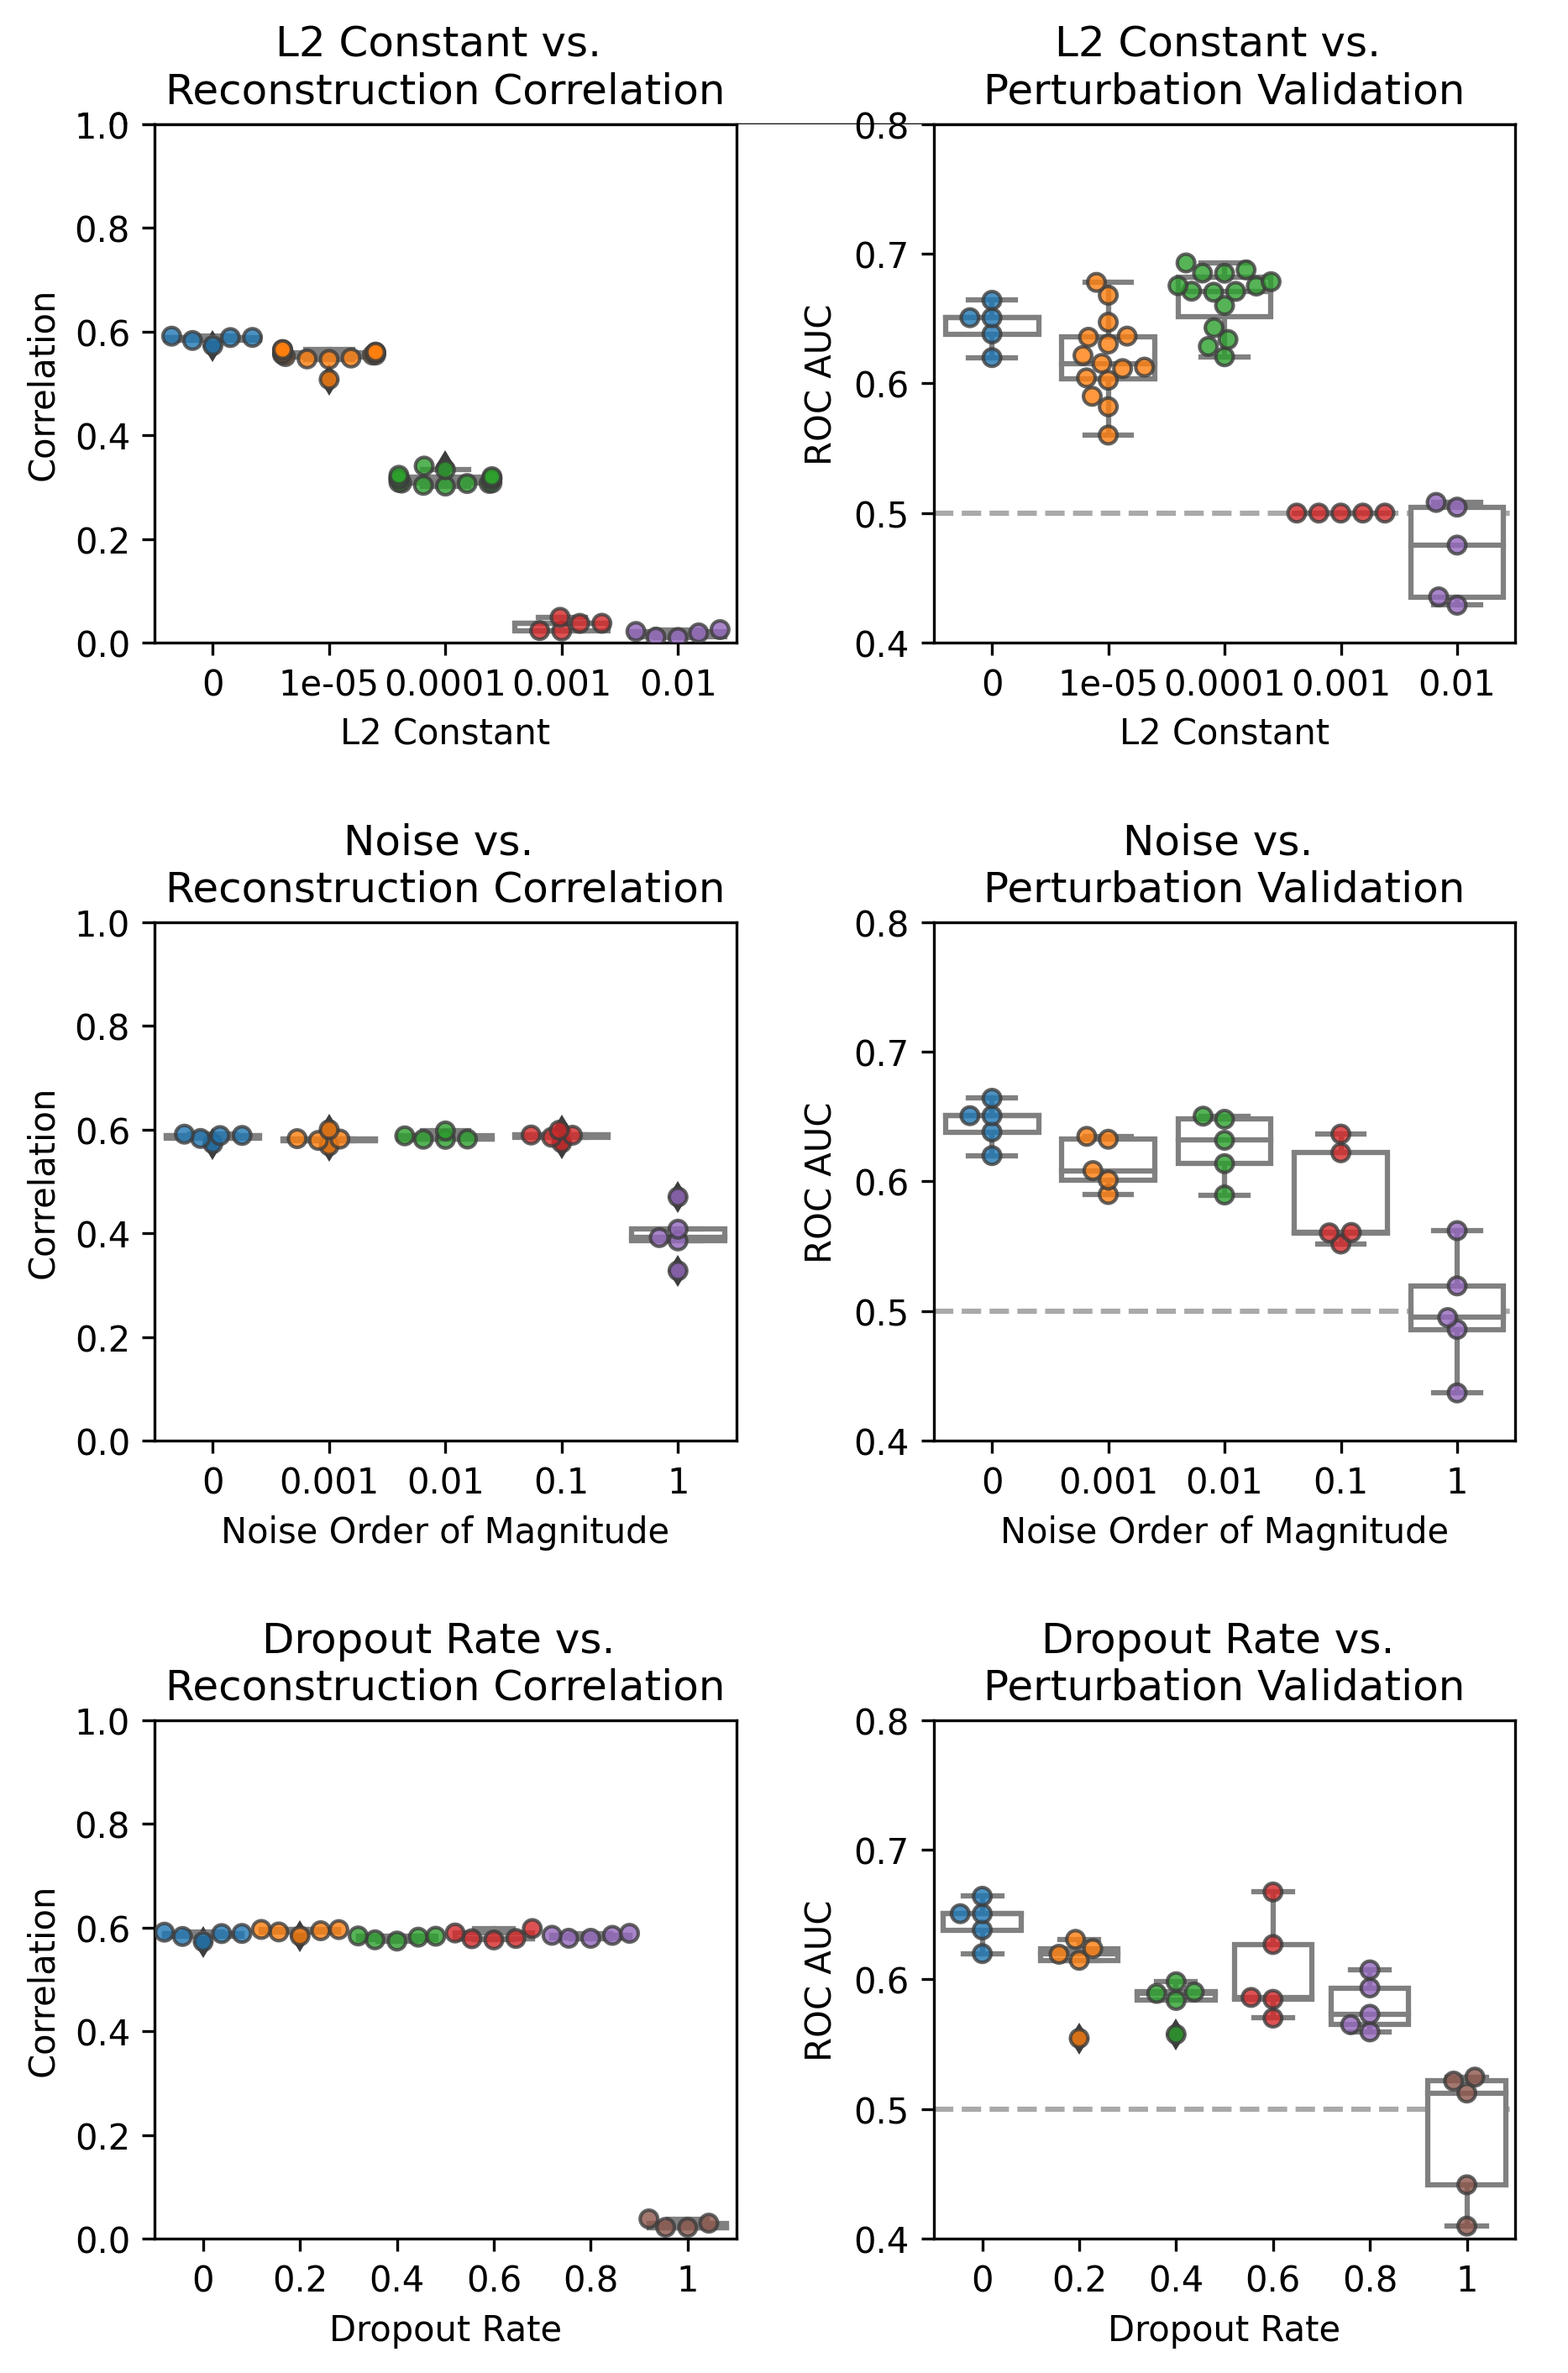 L2 Constant vs.
Reconstruction Correlation
1.0
0.8
0.6
0.4
0.2
0.0
Correlation
0 1e-05 0.0001 0.001 0.01
L2 Constant
L2 Constant vs.
Perturbation Validation
0.8
0.7
0.6
0.5
0.4
ROC AUC
0 1e-05 0.0001 0.001 0.01
L2 Constant
Noise vs.
Reconstruction Correlation
1.0
0.8
0.6
0.4
0.2
0.0
Correlation
0 0.001 0.01 0.1 1
Noise Order of Magnitude
Noise vs.
Perturbation Validation
0.8
0.7
0.6
0.5
0.4
ROC AUC
0 0.001 0.01 0.1 1
Noise Order of Magnitude
Dropout Rate vs.
Reconstruction Correlation
1.0
0.8
0.6
0.4
0.2
0.0
Correlation
0 0.2 0.4 0.6 0.8 1
Dropout Rate
Dropout Rate vs.
Perturbation Validation
0.8
0.7
0.6
0.5
0.4
ROC AUC
0 0.2 0.4 0.6 0.8 1
Dropout Rate